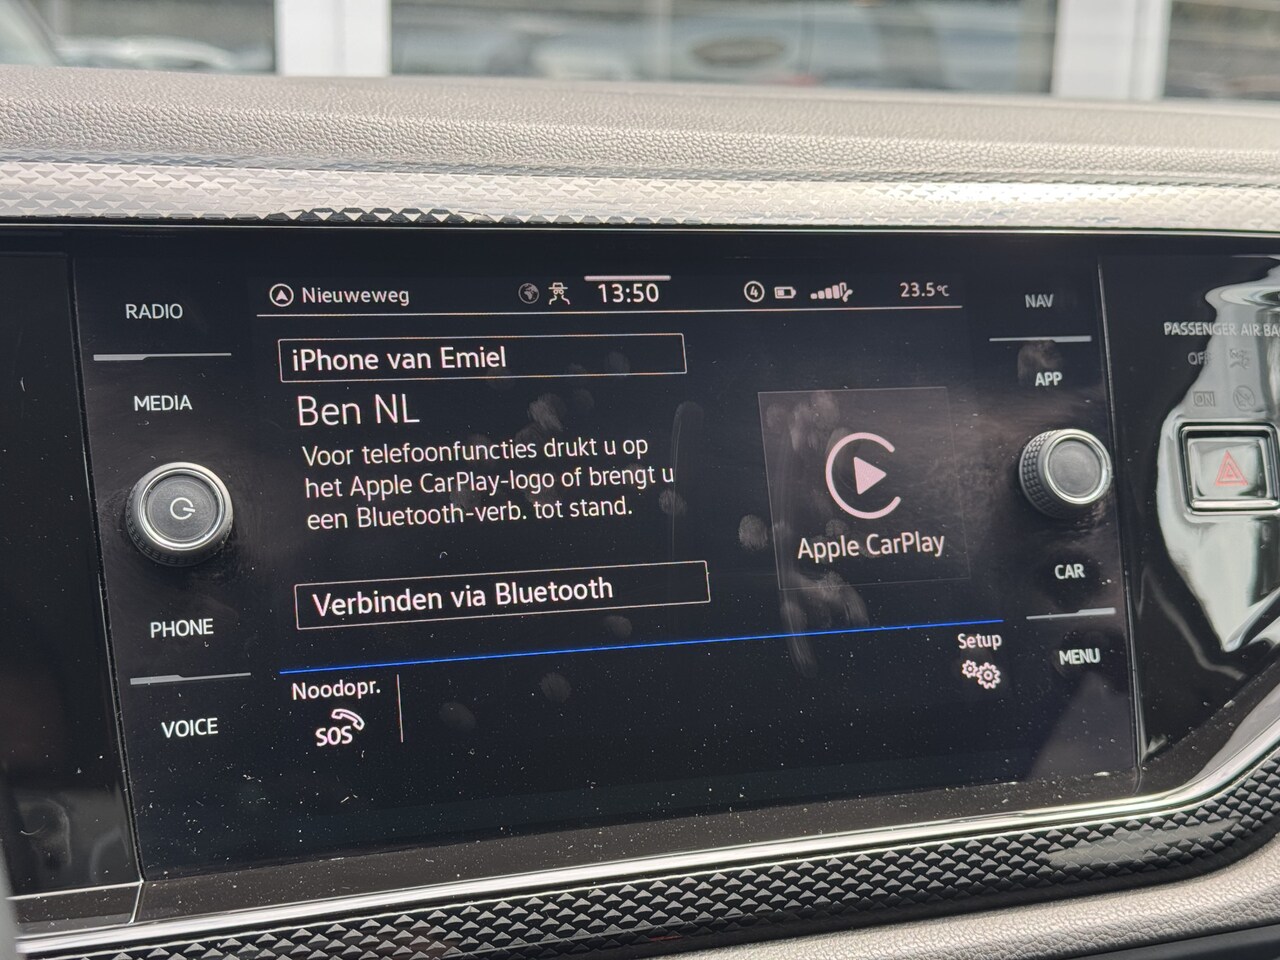 RADIO
MEDIA
PHONE
VOICE
Nieuweweg
13:50
4
23.5°C
iPhone van Emiel
Ben NL
Voor telefoonfuncties drukt u op
het Apple CarPlay-logo of brengt u
een Bluetooth-verb. tot stand.
Verbinden via Bluetooth
Apple CarPlay
Noodopr.
SOS
Setup
NAV
APP
CAR
MENU
PASSENGER AIR BA
OFF
ON